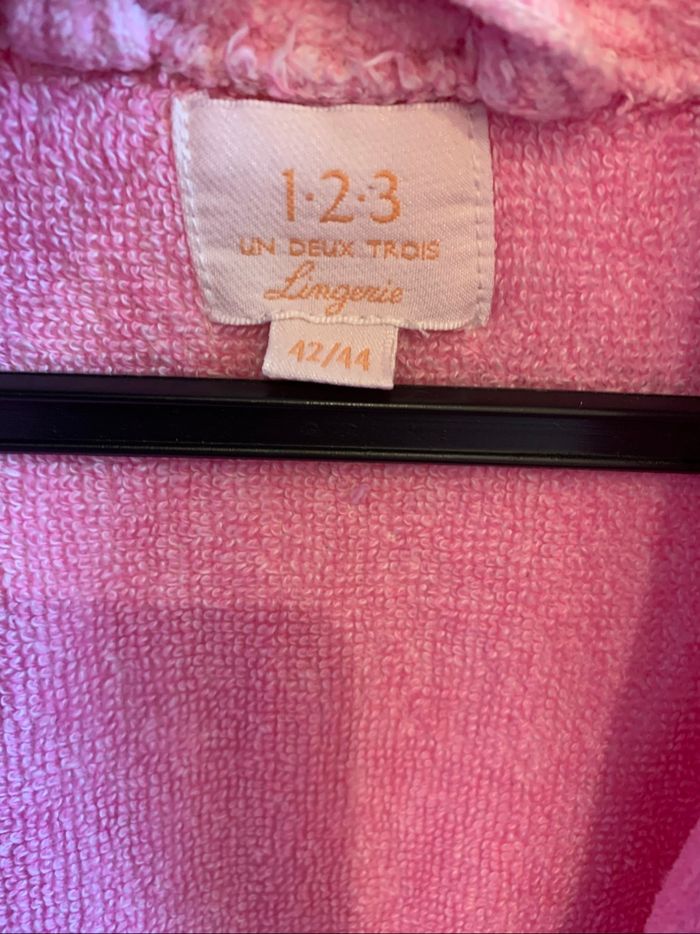 1·2·3
UN DEUX TROIS
Lingerie
42/44